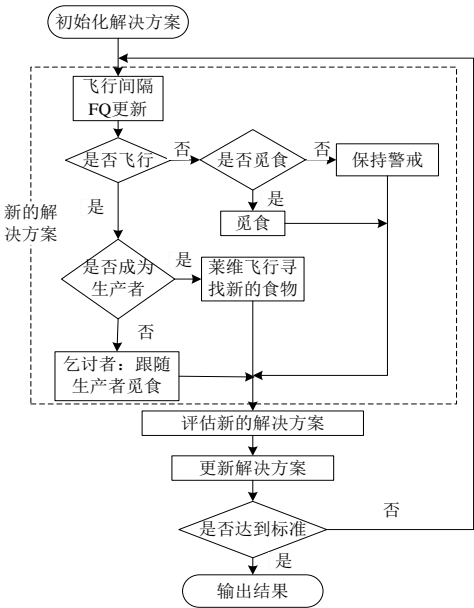 初始化解决方案
飞行间隔
FQ更新
是否飞行
否
是否觅食
否
保持警戒
是
是
觅食
新的解
决方案
是否成为
生产者
是
莱维飞行寻
找新的食物
否
乞讨者：跟随
生产者觅食
评估新的解决方案
更新解决方案
是否达到标准
否
是
输出结果